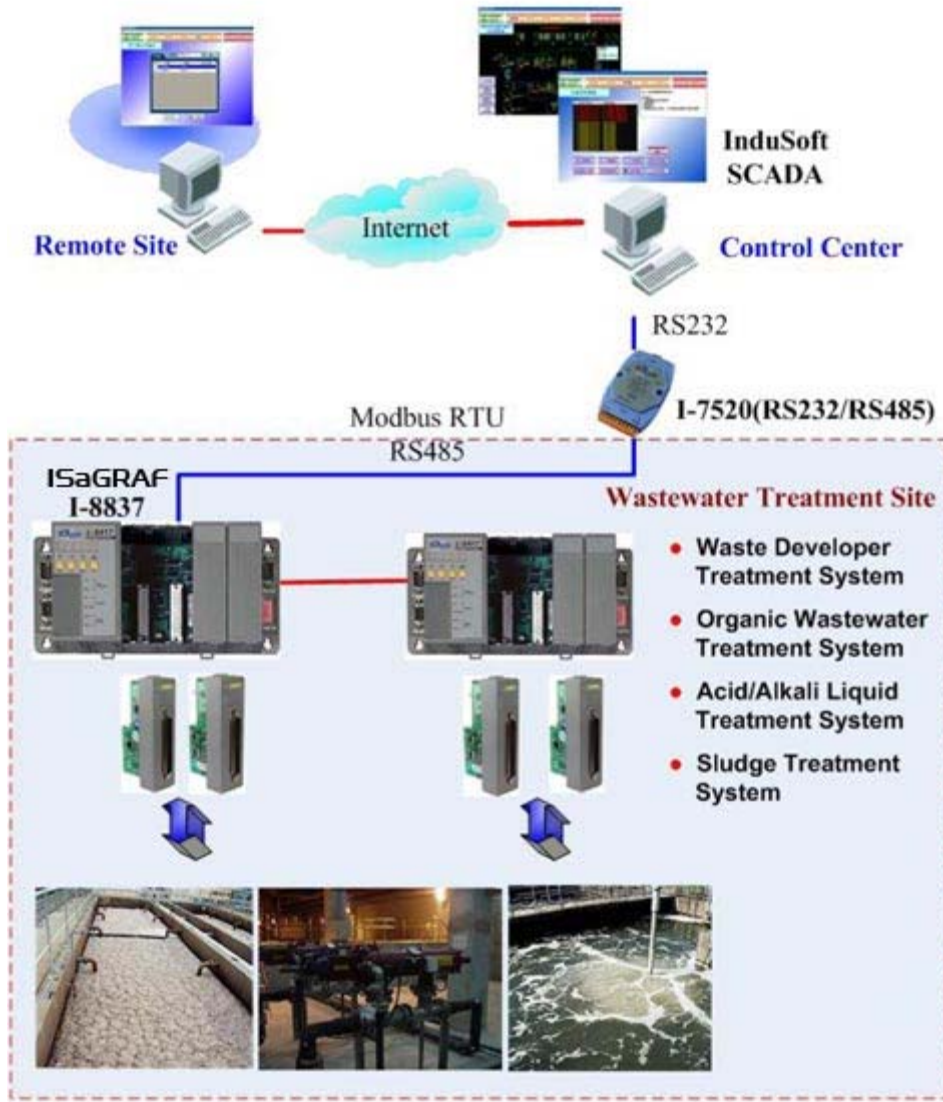 InduSoft
SCADA
Internet
Remote Site
Control Center
RS232
I-7520(RS232/RS485)
Modbus RTU
RS485
ISaGRAF
I-8837
Wastewater Treatment Site
● Waste Developer
Treatment System
● Organic Wastewater
Treatment System
● Acid/Alkali Liquid
Treatment System
● Sludge Treatment
System